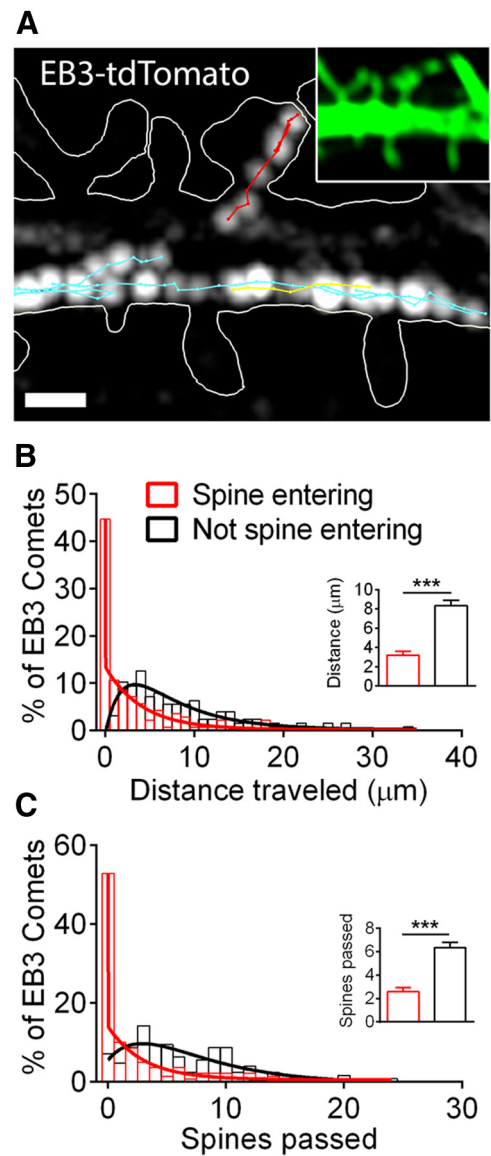 A
EB3-tdTomato
B
% of EB3 Comets
50
40
30
20
10
0
Spine entering
Not spine entering
Distance (μm)
10
8
6
4
2
0
***
0 10 20 30 40
Distance traveled (μm)
C
% of EB3 Comets
60
40
20
0
Spines passed
8
6
4
2
0
***
0 10 20 30
Spines passed